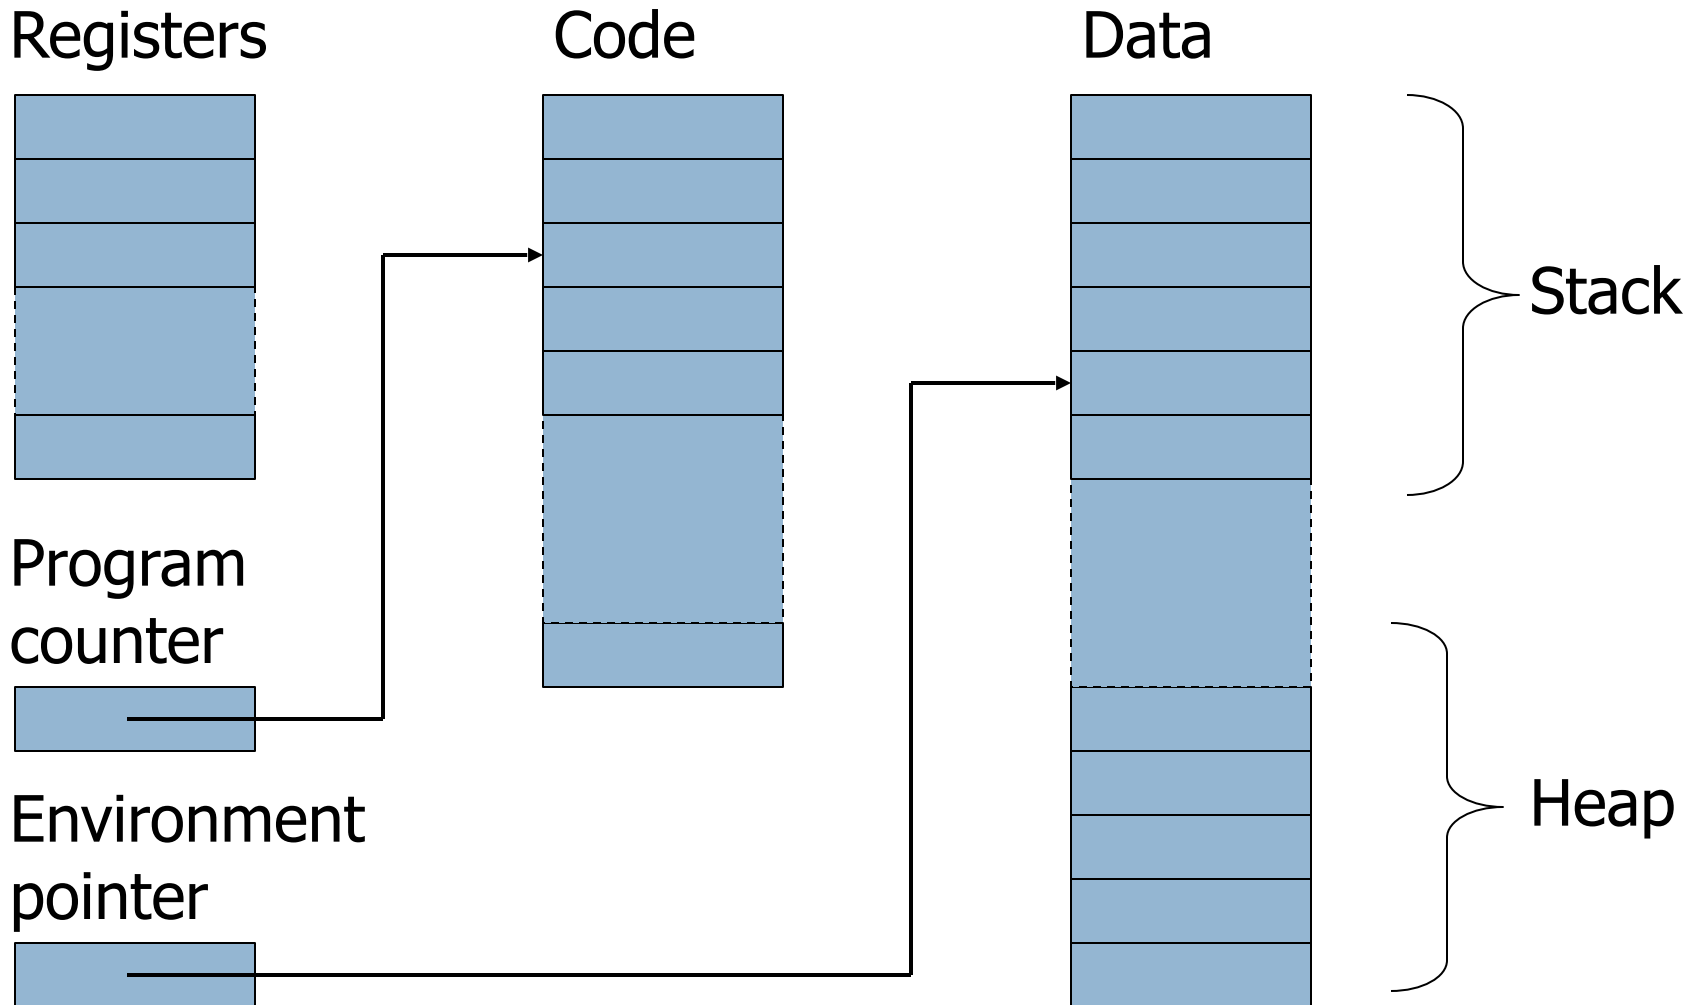 Registers
Code
Data
Stack
Program
counter
Environment
pointer
Heap